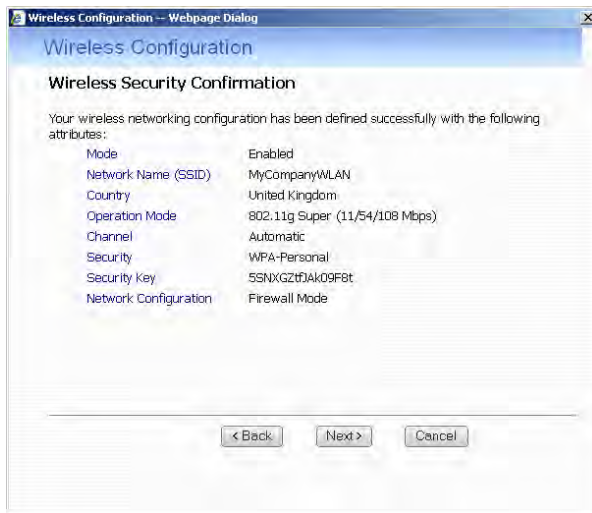 Wireless Configuration -- Webpage Dialog
Wireless Configuration
Wireless Security Confirmation
Your wireless networking configuration has been defined successfully with the following
attributes:
Mode Enabled
Network Name (SSID) MyCompanyWLAN
Country United Kingdom
Operation Mode 802.11g Super (11/54/108 Mbps)
Channel Automatic
Security WPA-Personal
Security Key 5SNXGZtfJAk09F8t
Network Configuration Firewall Mode
< Back Next > Cancel